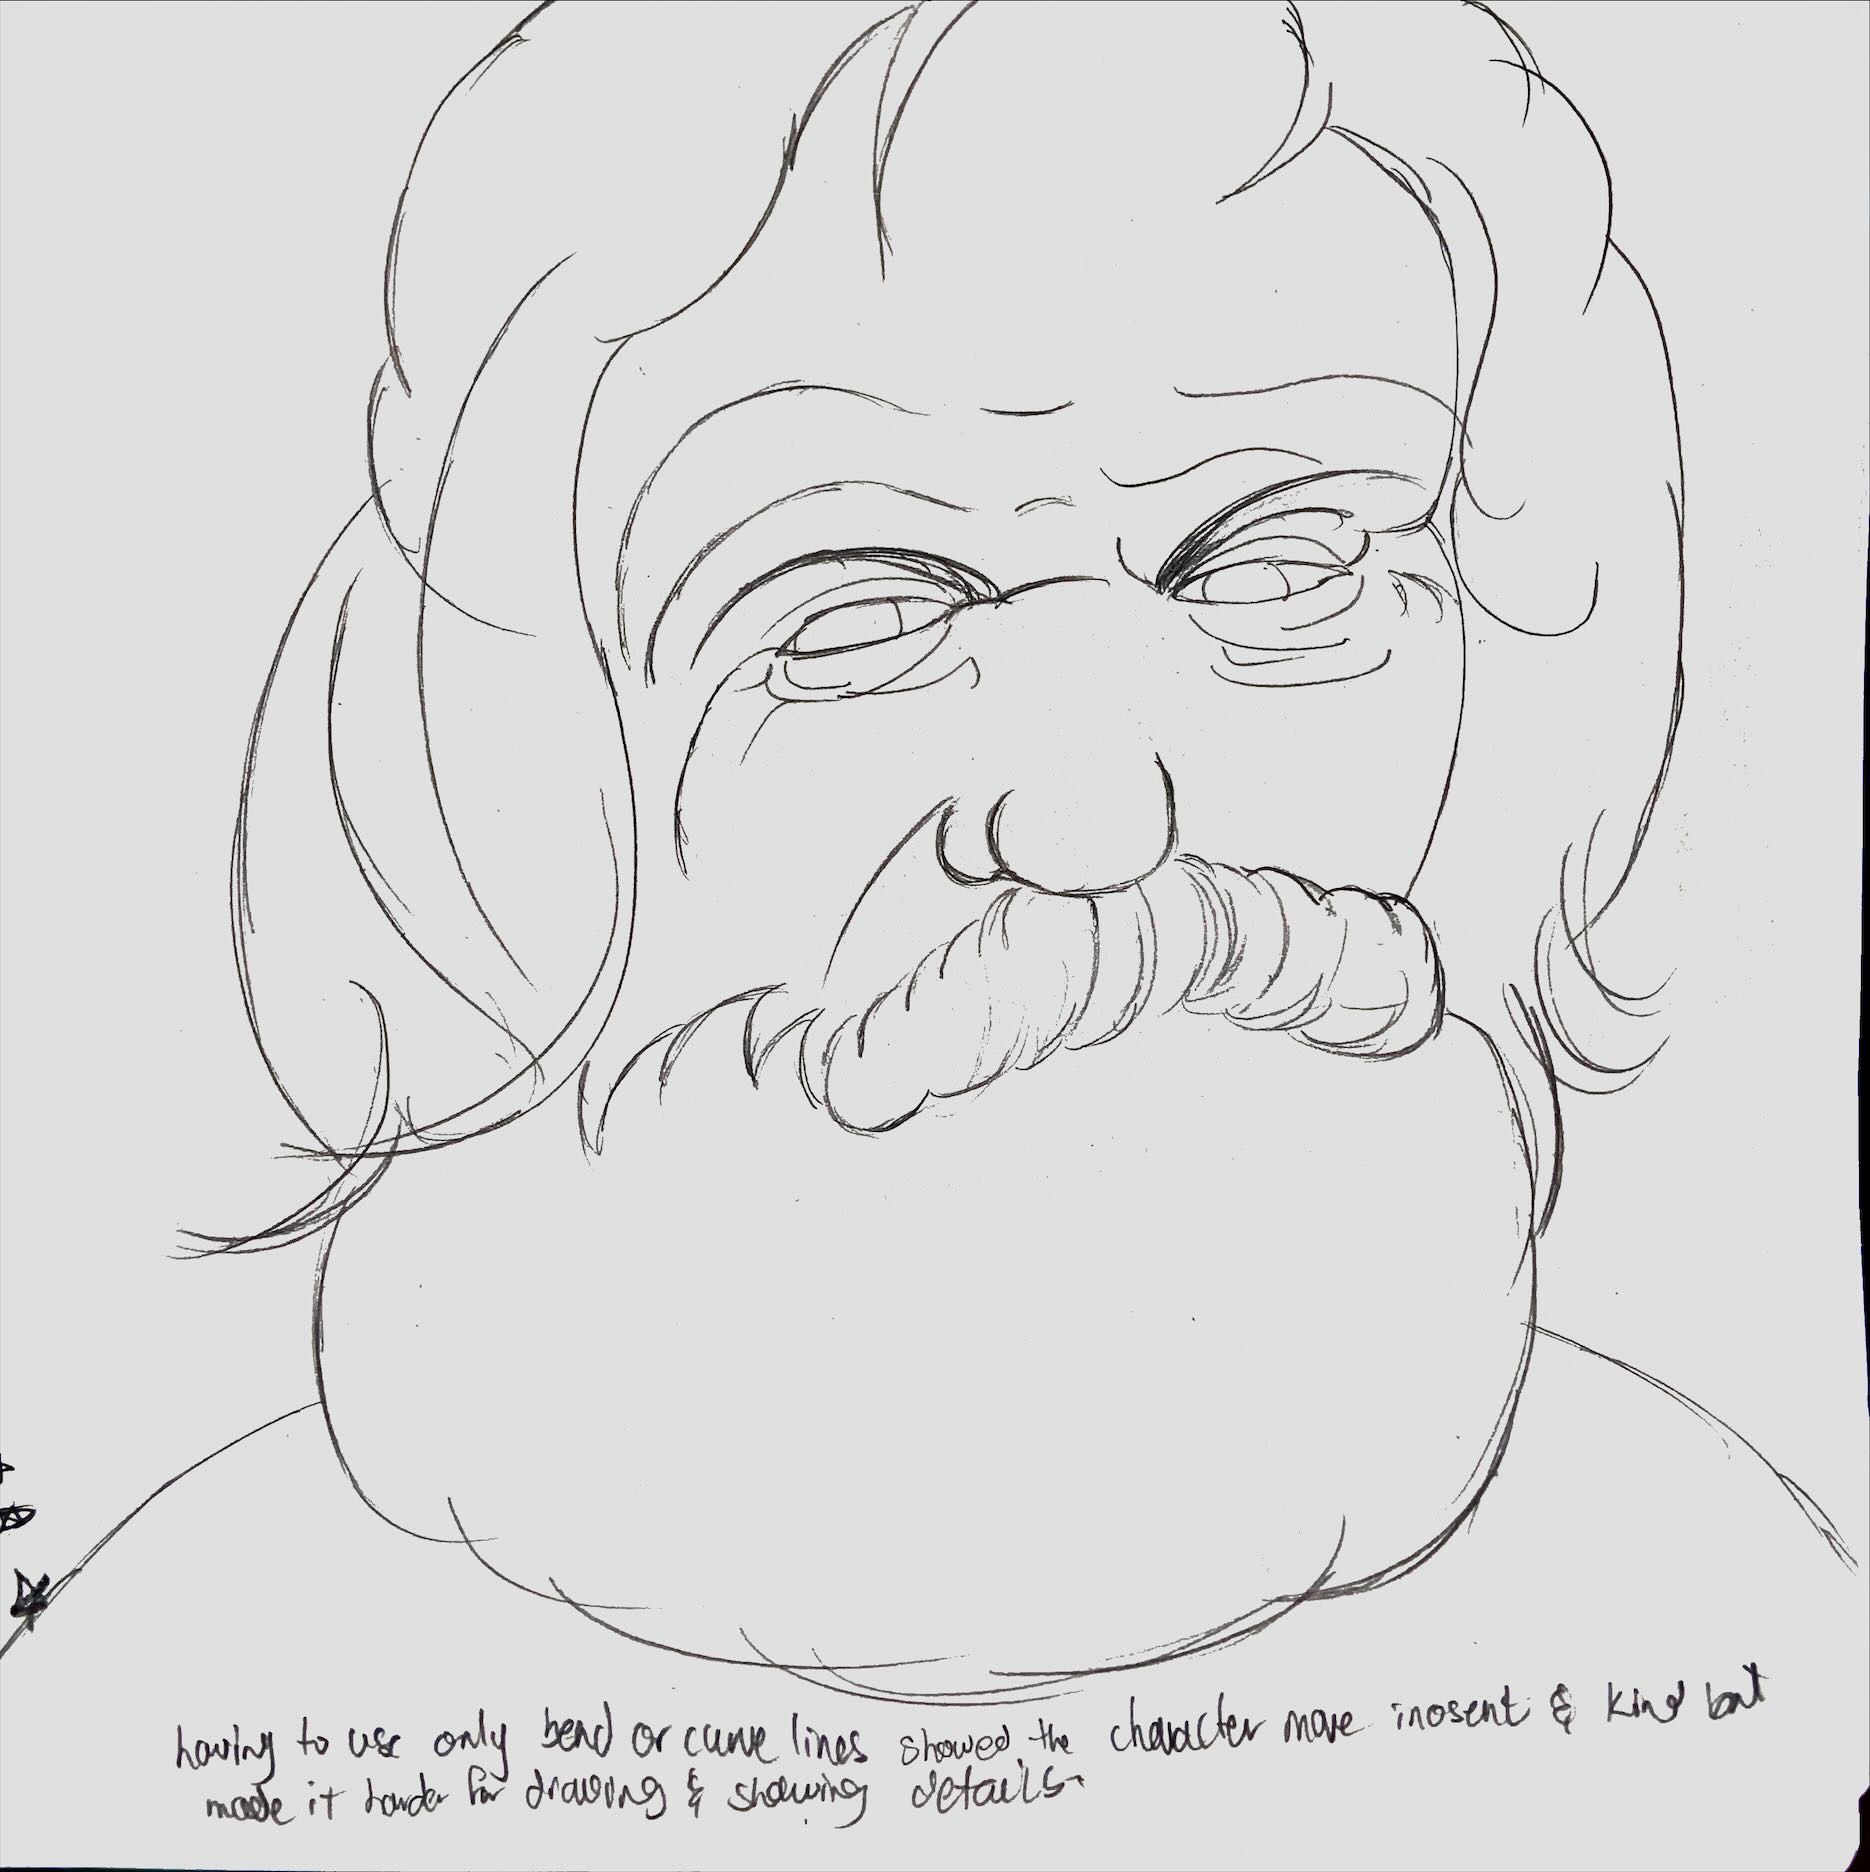 having to use only bend or curve lines showed the character more inosent & kind but
made it harder for drawing & showing details.